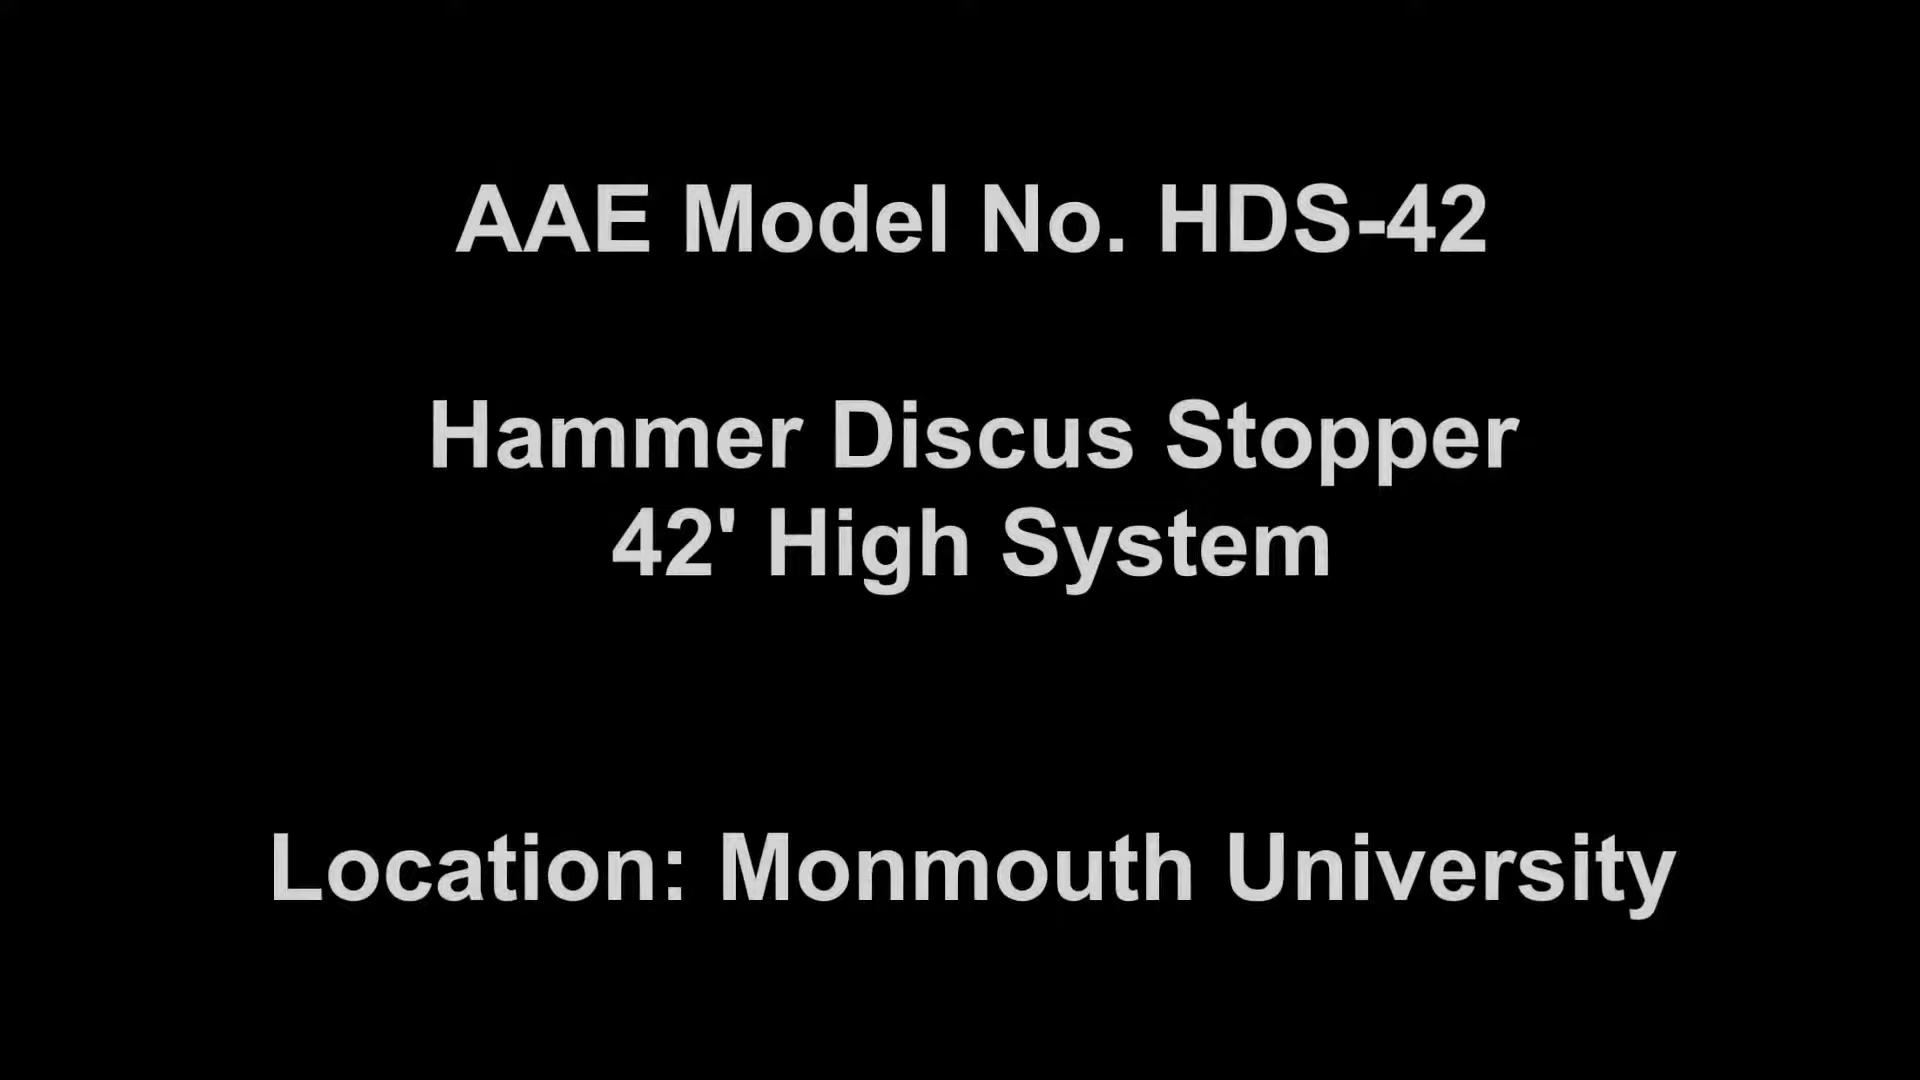 AAE Model No. HDS-42
Hammer Discus Stopper
42' High System
Location: Monmouth University